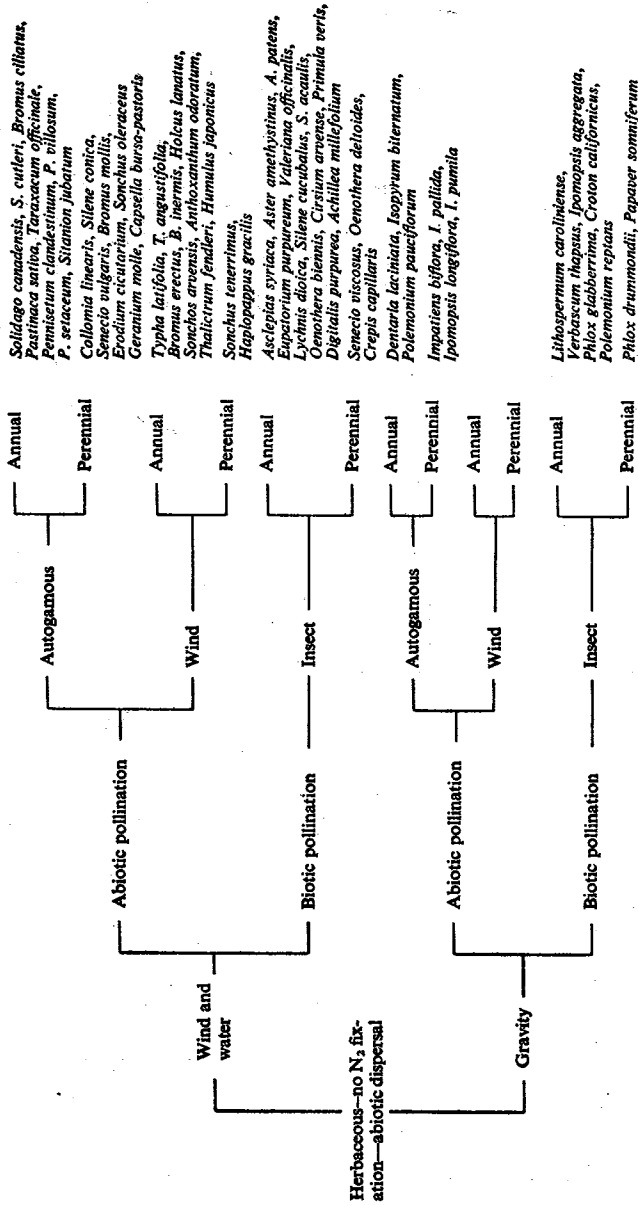 Solidago canadensis, S. cutleri, Bromus ciliatus,
Pastinaca sativa, Taraxacum officinale,
Pennisetum clandestinum, P. villosum,
P. setaceum, Sitanion jubatum
Collomia linearis, Silene conica,
Senecio vulgaris, Bromus mollis,
Erodium cicutorium, Sonchus oleraceus
Geranium molle, Capsella burso-pastoris
Typha latifolia, T. angustifolia,
Bromus erectus, B. inermis, Holcus lanatus,
Sonchos arvensis, Anthoxanthum odoratum,
Thalictrum fendleri, Humulus japonicus
Sonchus tenerrimus,
Haplopappus gracilis
Asclepias syriaca, Aster amethystinus, A. patens,
Eupatorium purpureum, Valeriana officinalis,
Lychnis dioica, Silene cucubalus, S. acaulis,
Oenothera biennis, Cirsium arvense, Primula veris,
Digitalis purpurea, Achillea millefolium
Senecio viscosus, Oenothera deltoides,
Crepis capillaris
Dentaria laciniata, Isopyrum biternatum,
Polemonium pauciflorum
Impatiens biflora, I. pallida,
Ipomopsis longiflora, I. pumila
Lithospermum caroliniense,
Verbascum thapsus, Ipomopsis aggregata,
Phlox glabberrima, Croton californicus,
Polemonium reptans
Phlox drummondii, Papaver somniferum
Annual
Perennial
Annual
Perennial
Annual
Perennial
Annual
Perennial
Annual
Perennial
Annual
Perennial
Autogamous
Wind
Insect
Autogamous
Wind
Insect
Abiotic pollination
Biotic pollination
Abiotic pollination
Biotic pollination
Wind and
water
Gravity
Herbaceous—no N₂ fix-
ation—abiotic dispersal